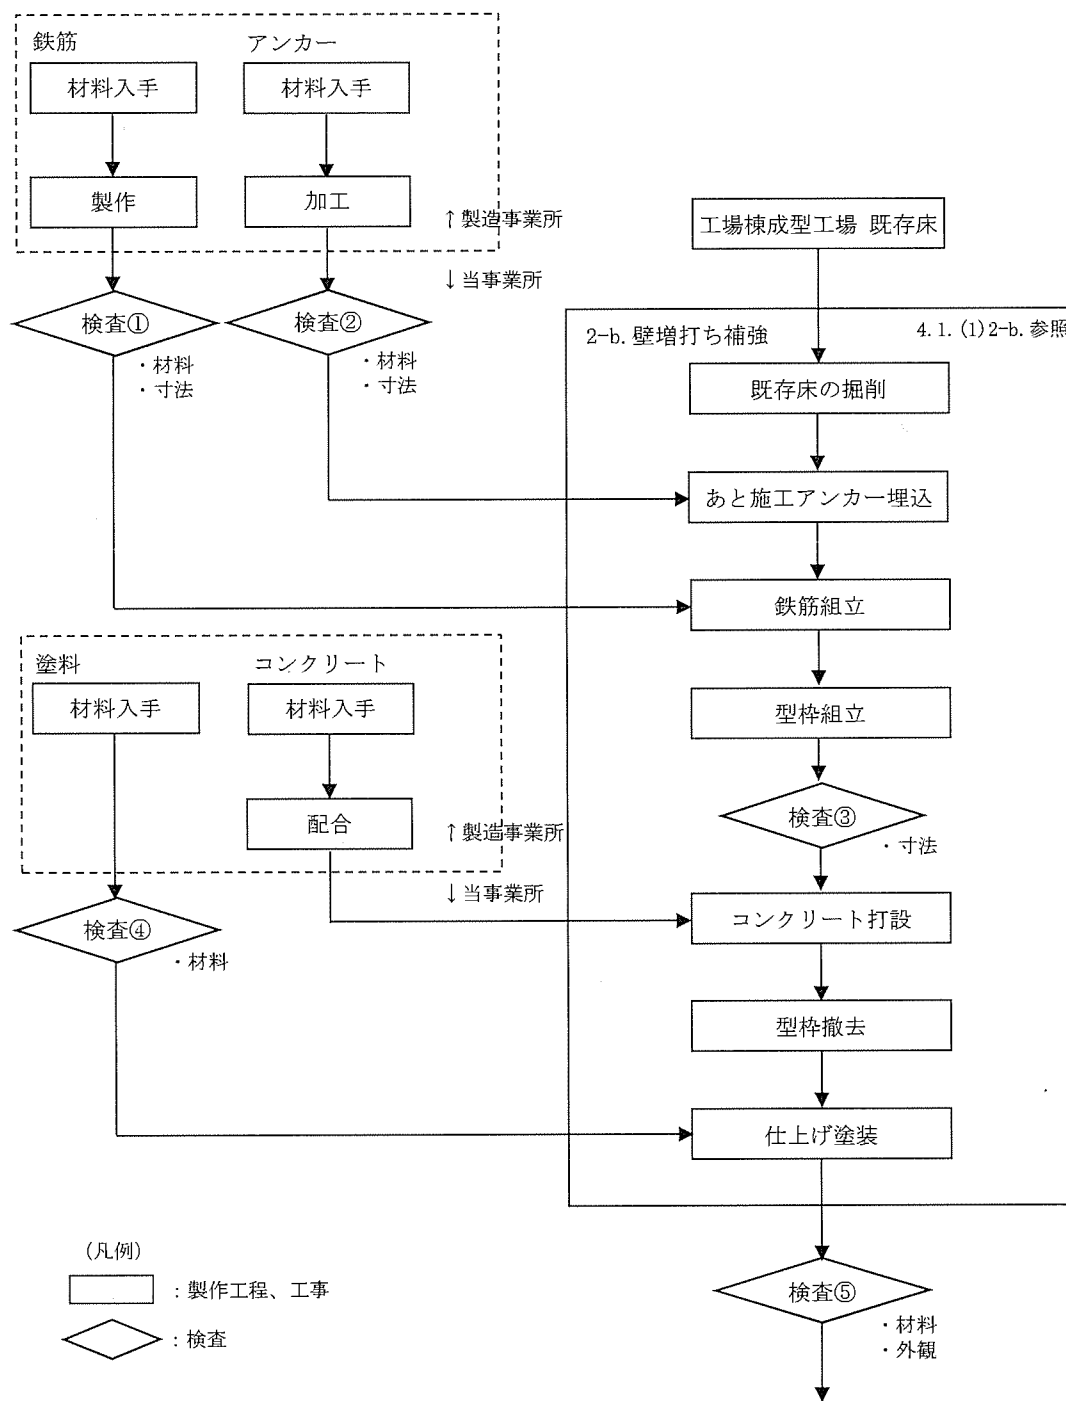 鉄筋
アンカー
材料入手
材料入手
製作
加工
↑製造事業所
↓当事業所
検査①
・材料
・寸法
検査②
・材料
・寸法
工場棟成型工場 既存床
2-b.壁増打ち補強
4.1.(1)2-b.参照
既存床の掘削
あと施工アンカー埋込
鉄筋組立
型枠組立
検査③
・寸法
塗料
コンクリート
材料入手
材料入手
配合
↑製造事業所
↓当事業所
検査④
・材料
コンクリート打設
型枠撤去
仕上げ塗装
検査⑤
・材料
・外観
(凡例)
:製作工程、工事
:検査